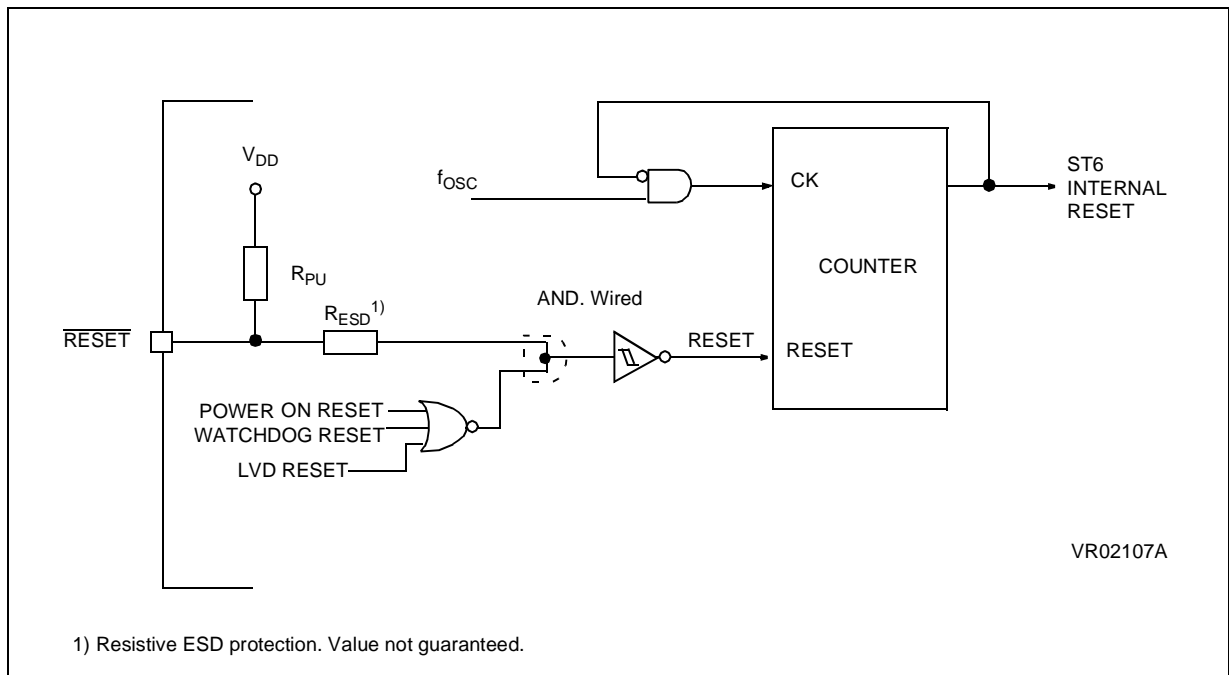 V_DD
f_OSC
CK
ST6
INTERNAL
RESET
COUNTER
R_PU
AND. Wired
R_ESD^1)
RESET
RESET
RESET
POWER ON RESET
WATCHDOG RESET
LVD RESET
VR02107A
1) Resistive ESD protection. Value not guaranteed.